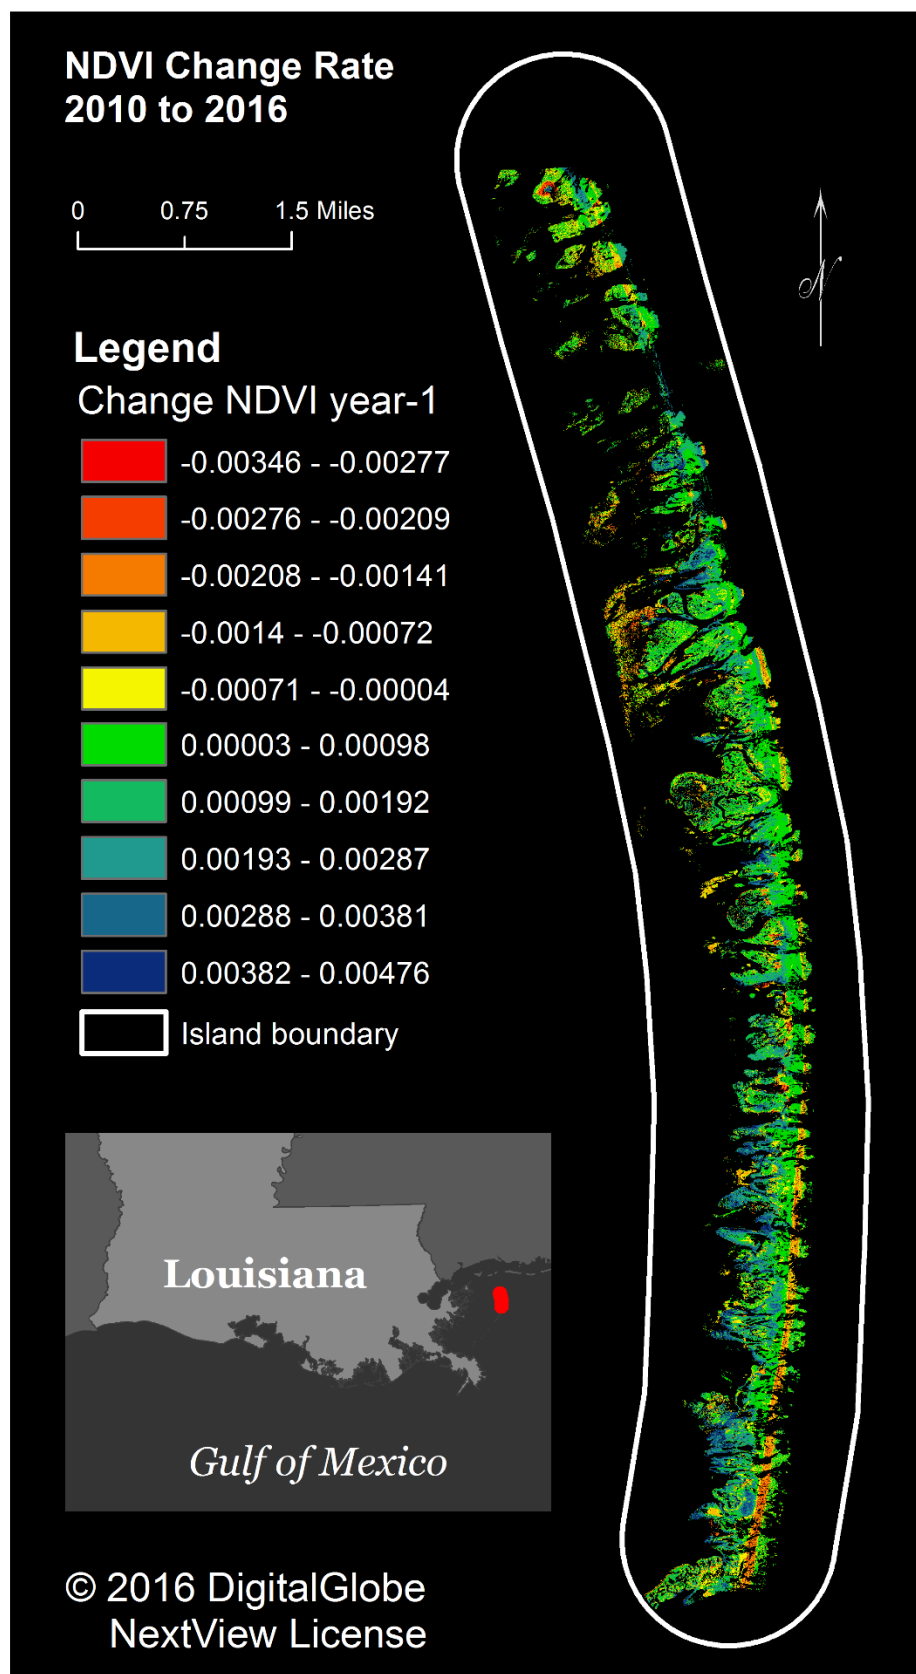 NDVI Change Rate
2010 to 2016
0 0.75 1.5 Miles
N
Legend
Change NDVI year-1
-0.00346 - -0.00277
-0.00276 - -0.00209
-0.00208 - -0.00141
-0.0014 - -0.00072
-0.00071 - -0.00004
0.00003 - 0.00098
0.00099 - 0.00192
0.00193 - 0.00287
0.00288 - 0.00381
0.00382 - 0.00476
Island boundary
Louisiana
Gulf of Mexico
© 2016 DigitalGlobe
NextView License